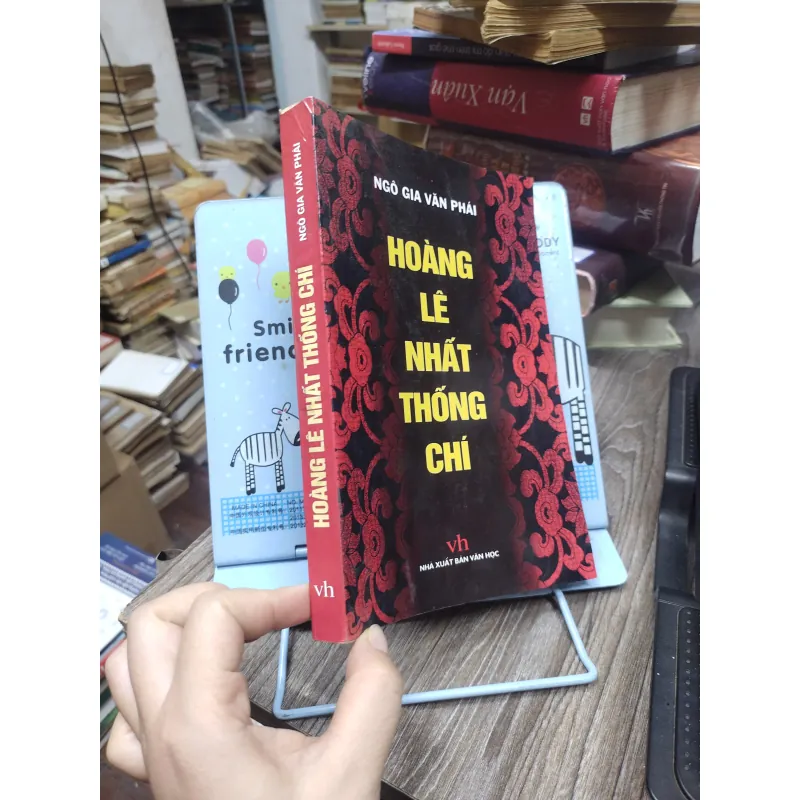 NGÔ GIA VĂN PHÁI
HOÀNG
LÊ
NHẤT
THỐNG
CHÍ
vh
NHÀ XUẤT BẢN VĂN HỌC
NGÔ GIA VĂN PHÁI
HOÀNG LÊ NHẤT THỐNG CHÍ
vh
Vạn Xuân
Smi
friend
DDY